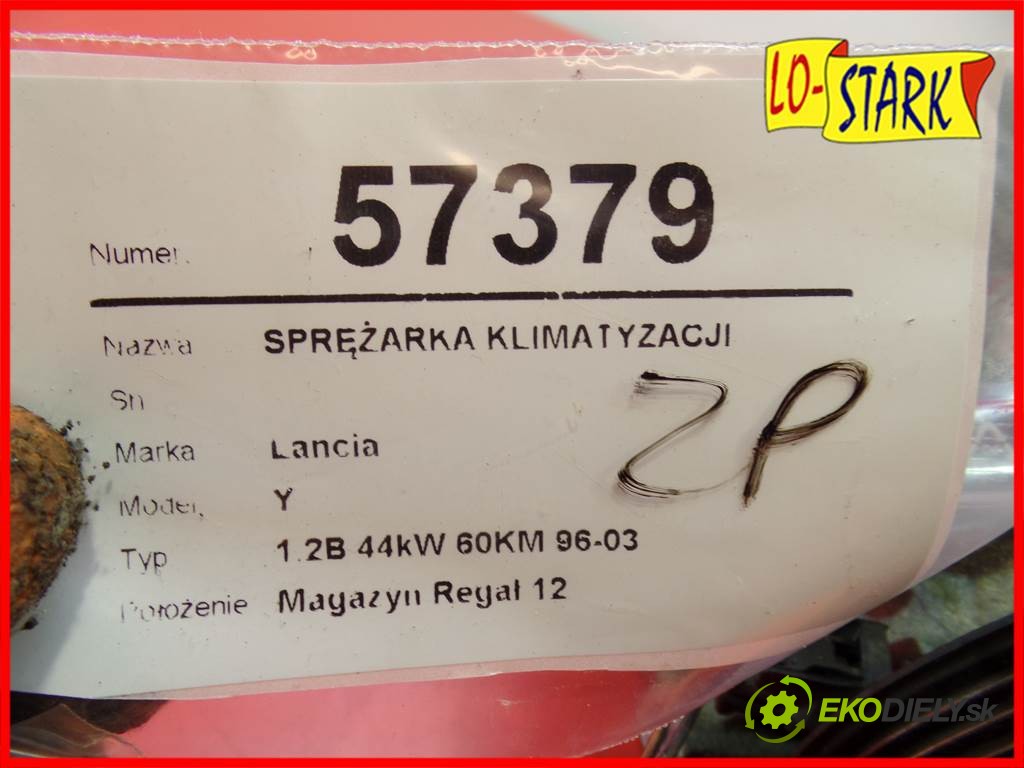 LO-STARK
Numer. 57379
Nazwa SPRĘŻARKA KLIMATYZACJI
Sn
Marka Lancia
ZP
Model, Y
Typ 1.2B 44kW 60KM 96-03
Położenie Magazyn Regał 12
EKODIELY.sk